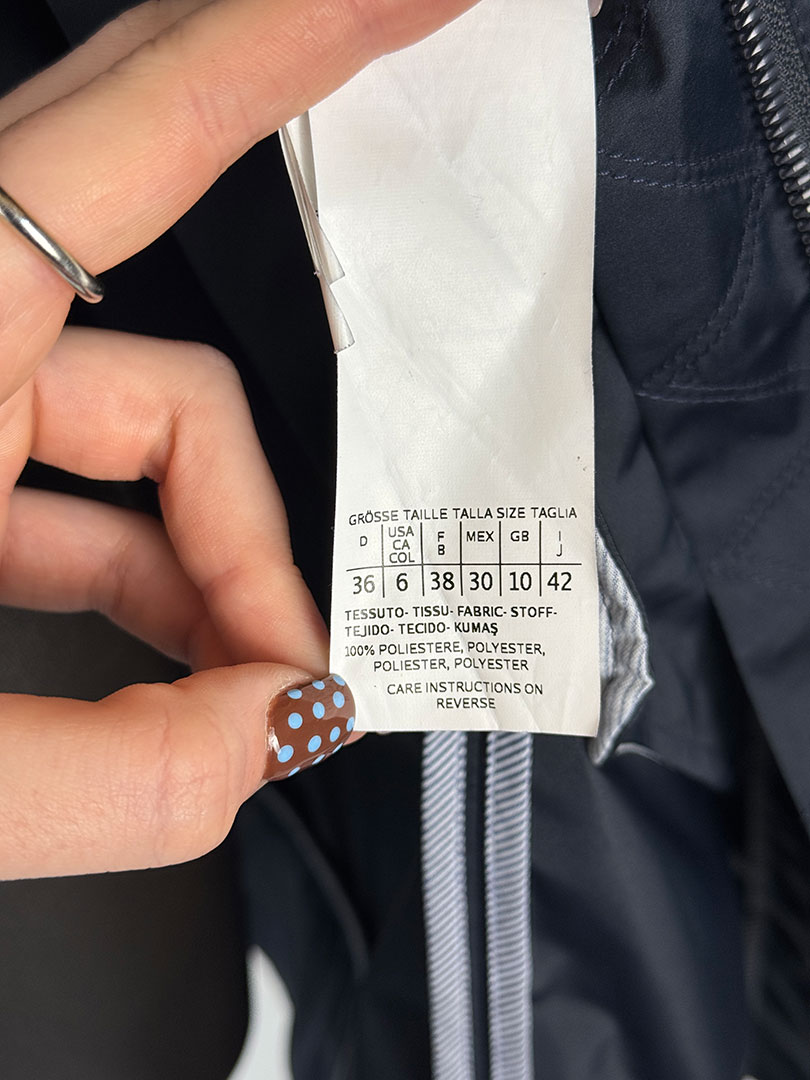 GRÖSSE TAILLE TALLA SIZE TAGLIA
D USA CA COL F B MEX GB I J
36 6 38 30 10 42
TESSUTO- TISSU- FABRIC- STOFF-
TEJIDO- TECIDO- KUMAŞ
100% POLIESTERE, POLYESTER,
POLIESTER, POLYESTER
CARE INSTRUCTIONS ON
REVERSE